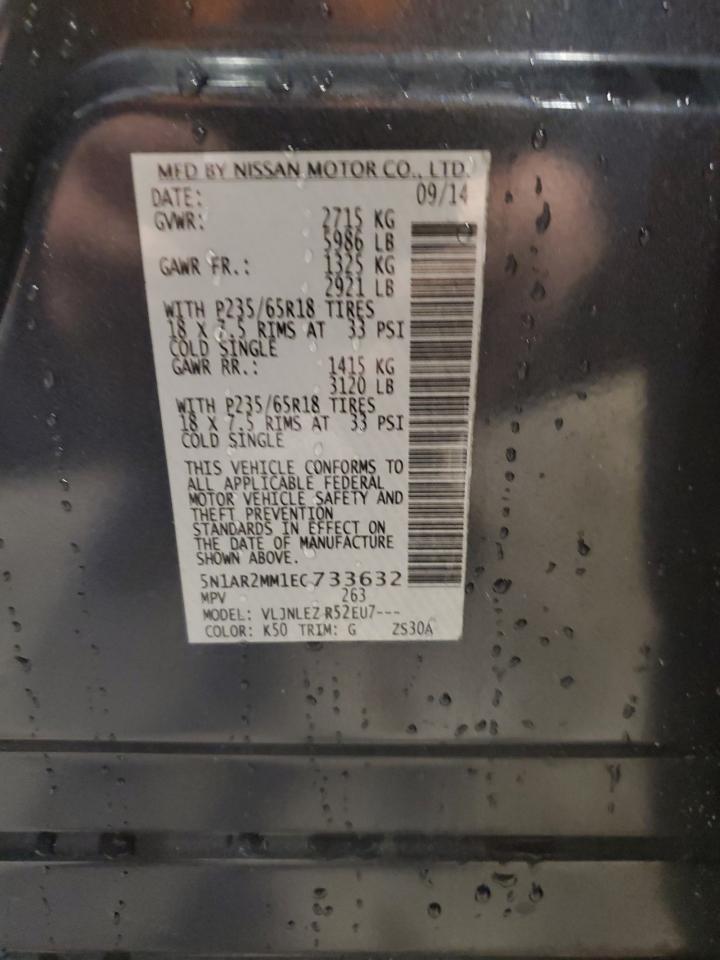 MFD BY NISSAN MOTOR CO., LTD.
DATE: 09/14
GVWR: 2715 KG
5986 LB
GAWR FR.: 1325 KG
2921 LB
WITH P235/65R18 TIRES
18 X 7.5 RIMS AT 33 PSI
COLD SINGLE
GAWR RR.: 1415 KG
3120 LB
WITH P235/65R18 TIRES
18 X 7.5 RIMS AT 33 PSI
COLD SINGLE
THIS VEHICLE CONFORMS TO
ALL APPLICABLE FEDERAL
MOTOR VEHICLE SAFETY AND
THEFT PREVENTION
STANDARDS IN EFFECT ON
THE DATE OF MANUFACTURE
SHOWN ABOVE.
5N1AR2MM1EC733632
MPV 263
MODEL: VLJNLEZ R52EU7---
COLOR: K50 TRIM: G ZS30A